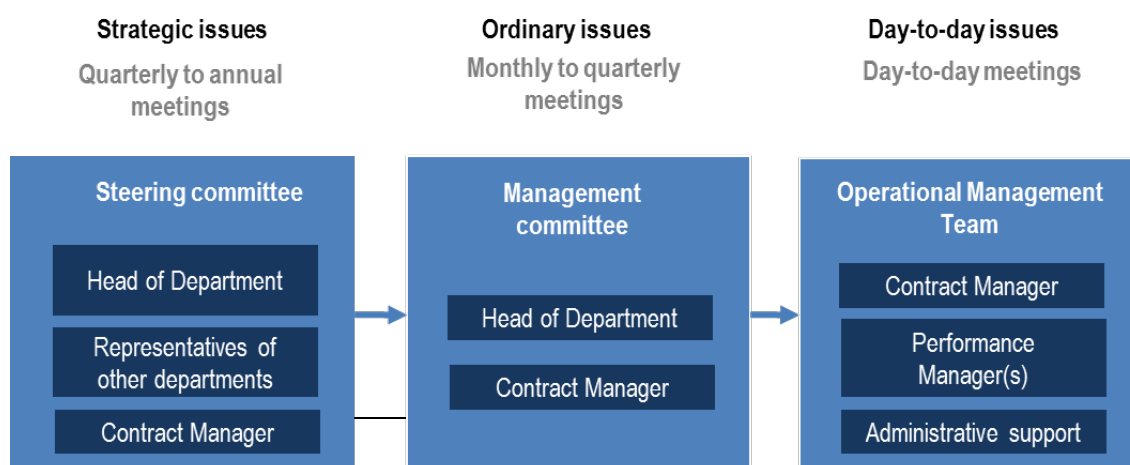 Strategic issues
Quarterly to annual
meetings
Ordinary issues
Monthly to quarterly
meetings
Day-to-day issues
Day-to-day meetings
Steering committee
Head of Department
Representatives of
other departments
Contract Manager
Management
committee
Head of Department
Contract Manager
Operational Management
Team
Contract Manager
Performance
Manager(s)
Administrative support